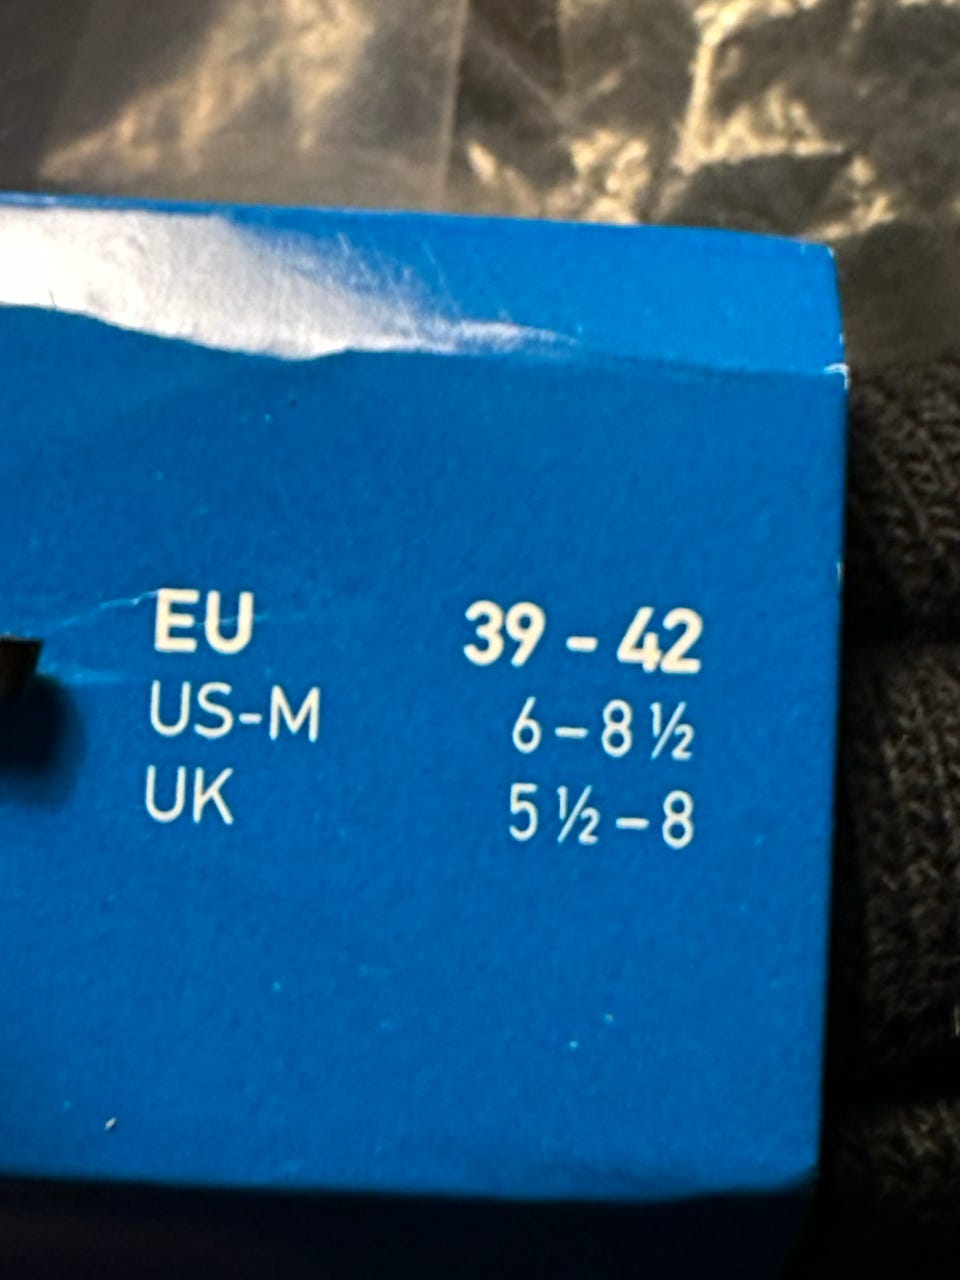 EU 39 - 42
US-M 6 – 8 ½
UK 5 ½ – 8